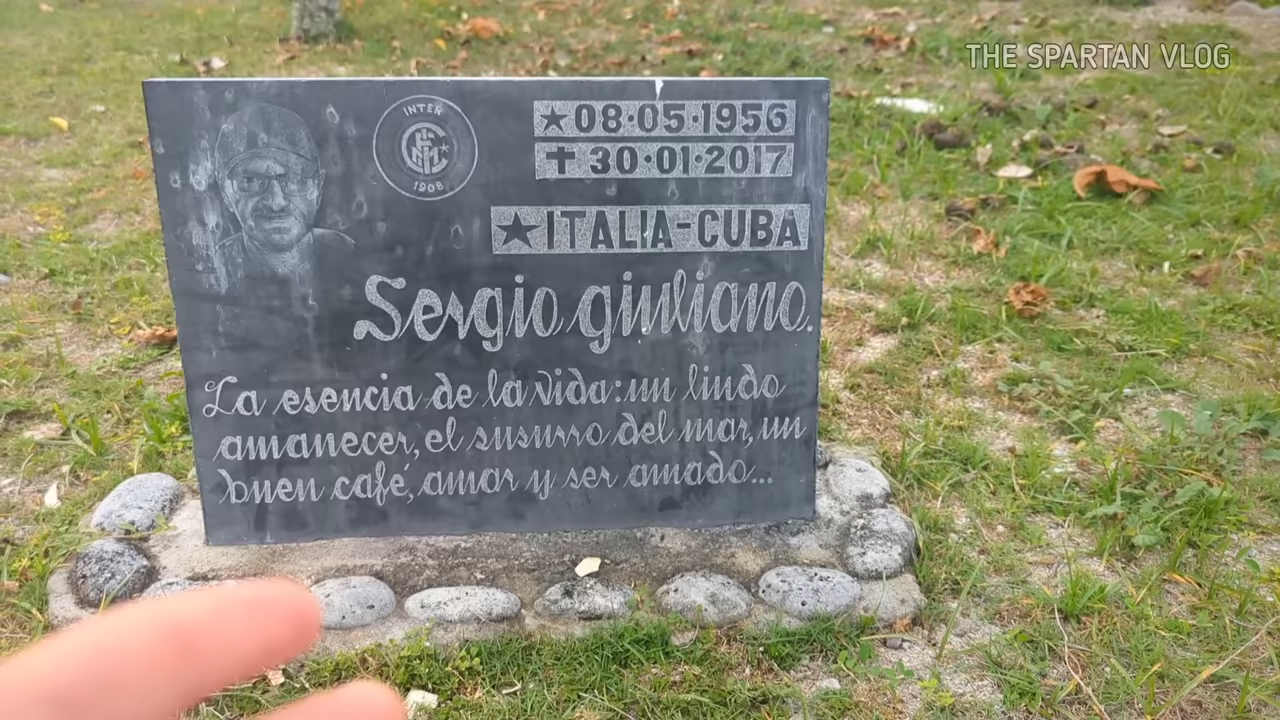 THE SPARTAN VLOG
INTER
1908
★08·05·1956
✝30·01·2017
★ITALIA-CUBA
Sergio giuliano.
La esencia de la vida: un lindo
amanecer, el susurro del mar, un
buen café, amar y ser amado...